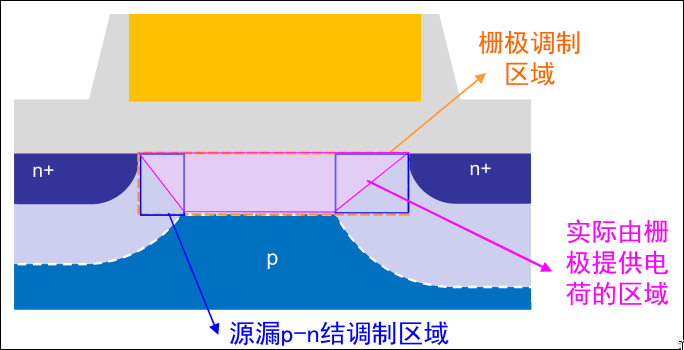 栅极调制
区域
n+
n+
p
实际由栅
极提供电
荷的区域
源漏p-n结调制区域